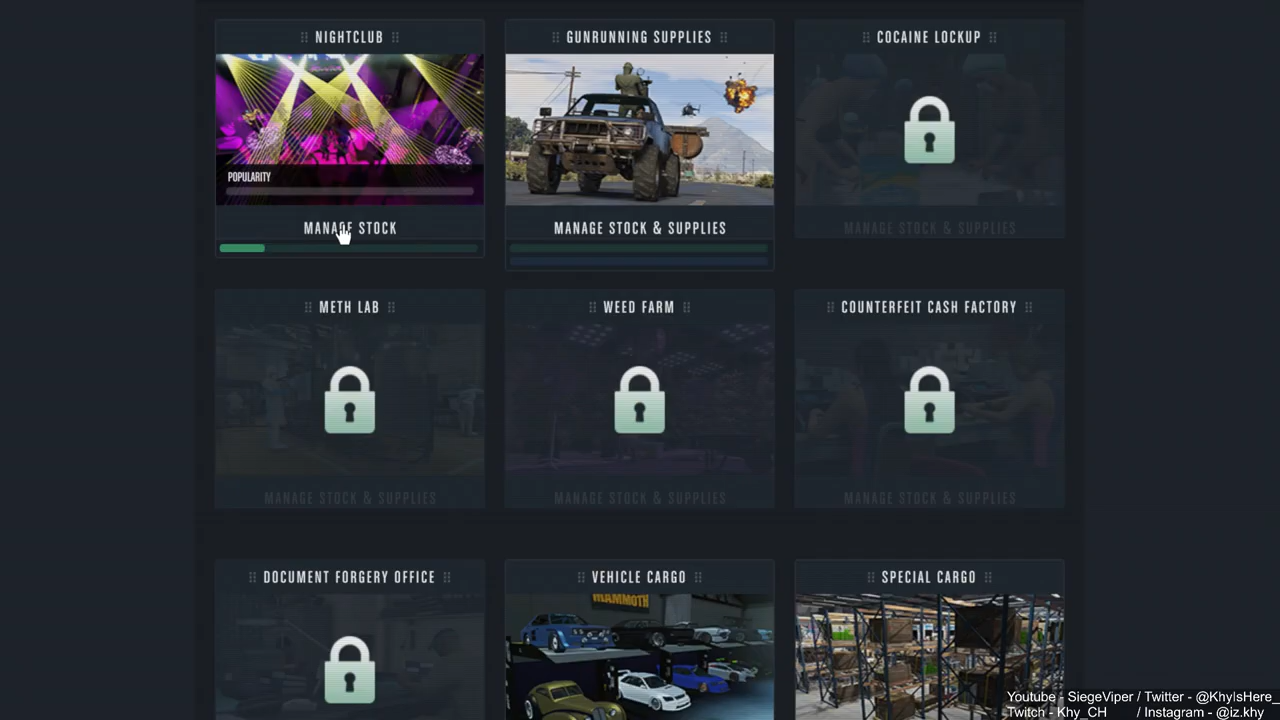 NIGHTCLUB
GUNRUNNING SUPPLIES
COCAINE LOCKUP
POPULARITY
MANAGE STOCK
MANAGE STOCK & SUPPLIES
MANAGE STOCK & SUPPLIES
METH LAB
WEED FARM
COUNTERFEIT CASH FACTORY
MANAGE STOCK & SUPPLIES
MANAGE STOCK & SUPPLIES
MANAGE STOCK & SUPPLIES
DOCUMENT FORGERY OFFICE
VEHICLE CARGO
SPECIAL CARGO
MAMMOTH
Youtube - SiegeViper / Twitter - @KhyIsHere_
Twitch - Khy_CH / Instagram - @iz.khy